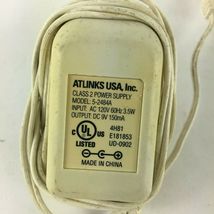 ATLINKS USA, Inc.
CLASS 2 POWER SUPPLY
MODEL: 5-2484A
INPUT: AC 120V 60Hz 3.5W
OUTPUT: DC 9V 150mA
4H81
E181853
LISTED UD-0902
MADE IN CHINA